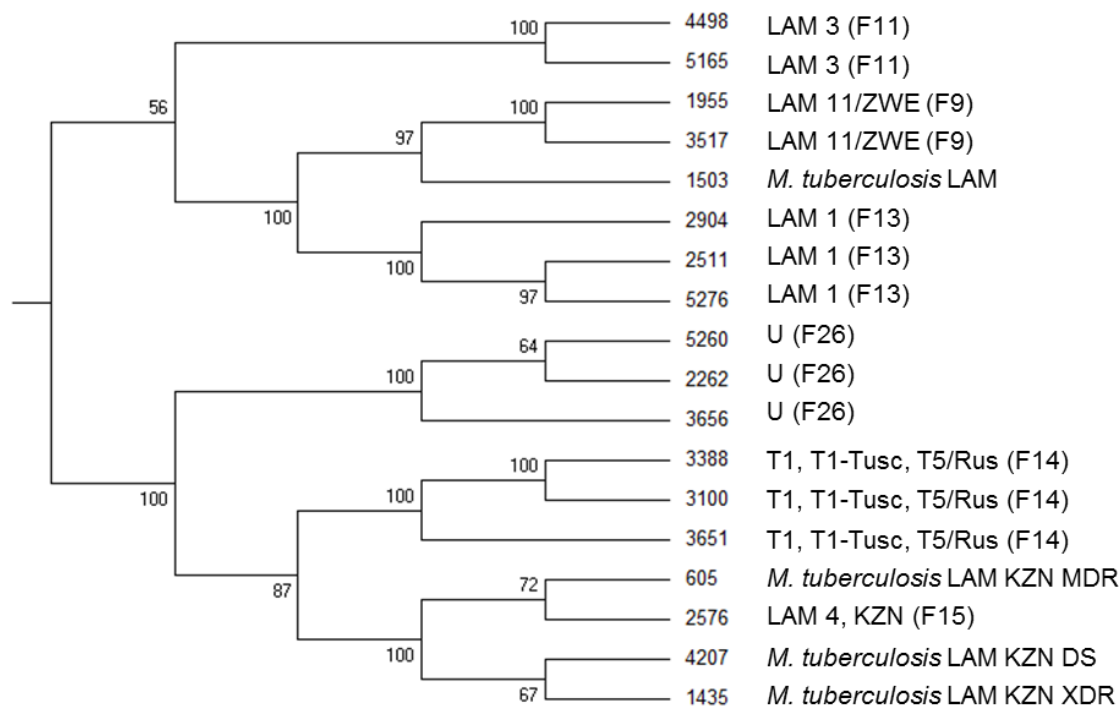 100 4498 LAM 3 (F11)
5165 LAM 3 (F11)
56 100 1955 LAM 11/ZWE (F9)
97 3517 LAM 11/ZWE (F9)
1503 M. tuberculosis LAM
100 2904 LAM 1 (F13)
100 2511 LAM 1 (F13)
97 5276 LAM 1 (F13)
64 5260 U (F26)
100 2262 U (F26)
3656 U (F26)
100 3388 T1, T1-Tusc, T5/Rus (F14)
100 100 3100 T1, T1-Tusc, T5/Rus (F14)
3651 T1, T1-Tusc, T5/Rus (F14)
87 72 605 M. tuberculosis LAM KZN MDR
2576 LAM 4, KZN (F15)
100 4207 M. tuberculosis LAM KZN DS
67 1435 M. tuberculosis LAM KZN XDR